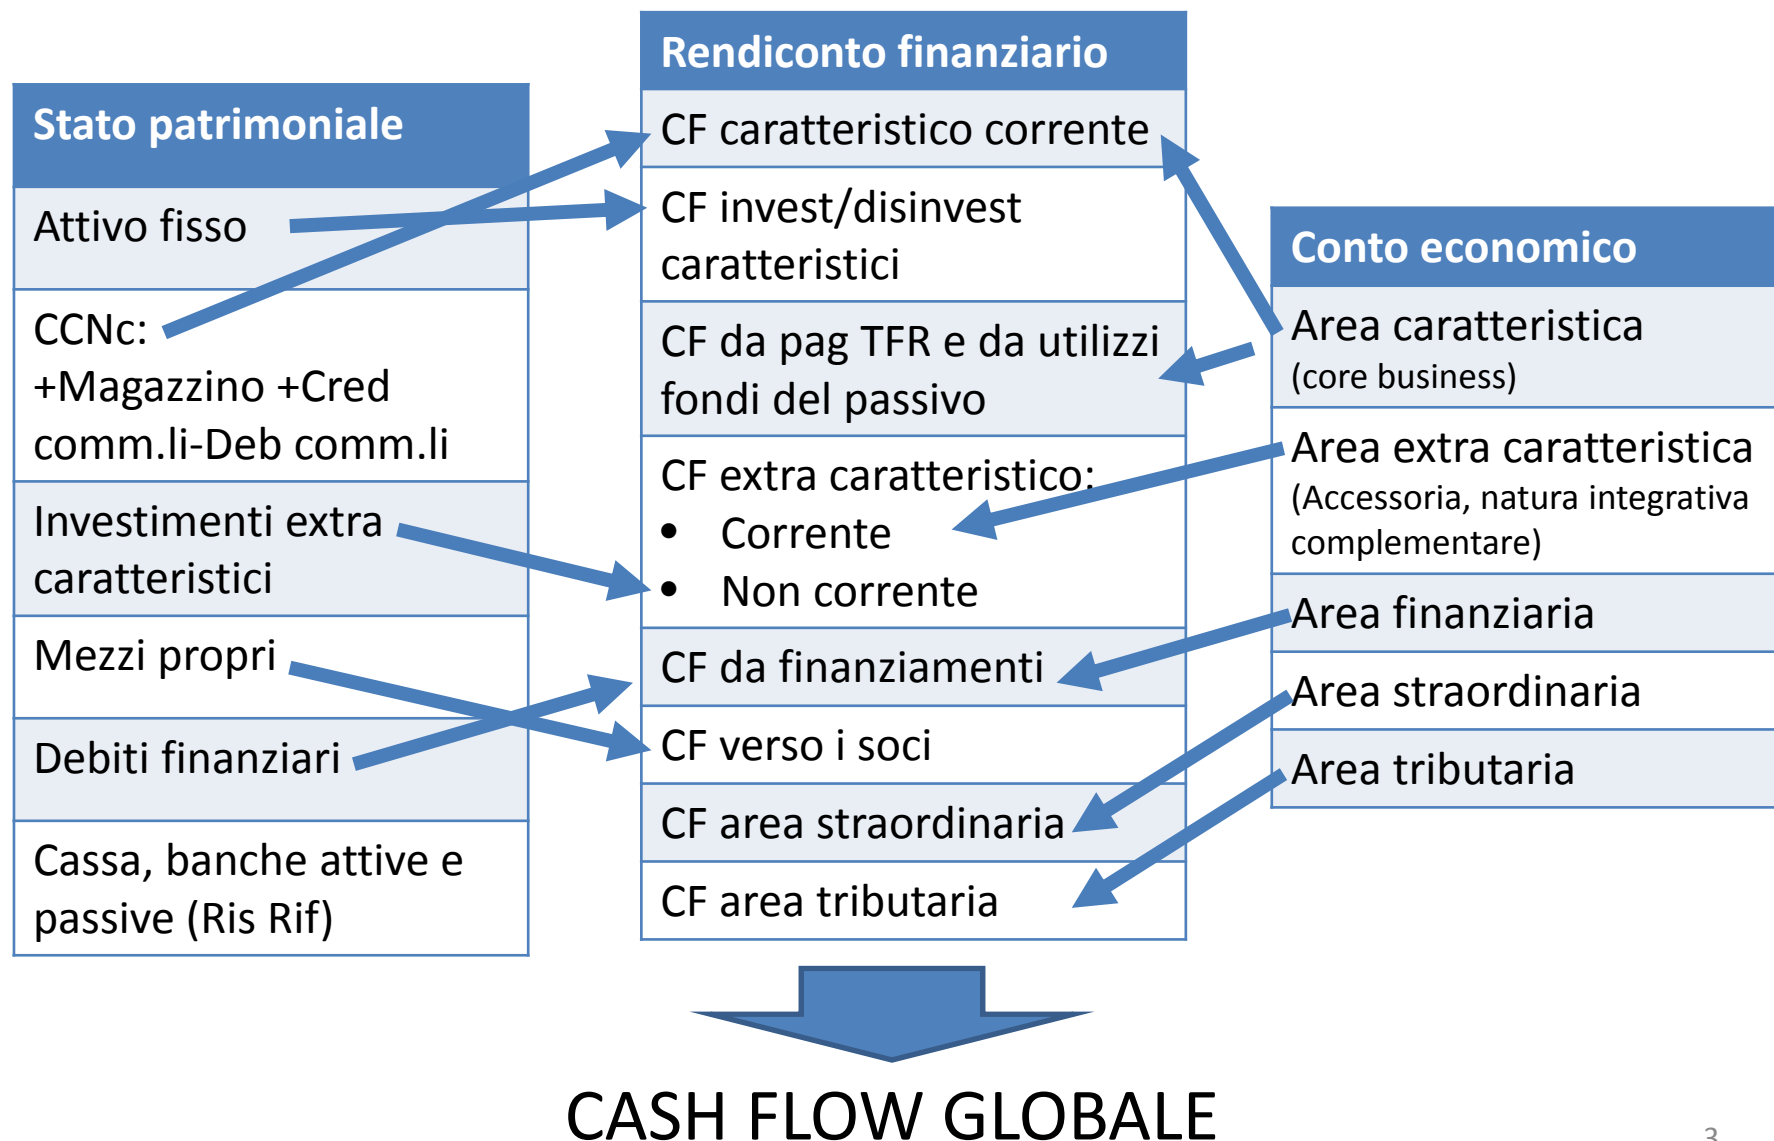 Stato patrimoniale
Attivo fisso
CCNc:
+Magazzino +Cred
comm.li-Deb comm.li
Investimenti extra
caratteristici
Mezzi propri
Debiti finanziari
Cassa, banche attive e
passive (Ris Rif)
Rendiconto finanziario
CF caratteristico corrente
CF invest/disinvest
caratteristici
CF da pag TFR e da utilizzi
fondi del passivo
CF extra caratteristico:
• Corrente
• Non corrente
CF da finanziamenti
CF verso i soci
CF area straordinaria
CF area tributaria
Conto economico
Area caratteristica
(core business)
Area extra caratteristica
(Accessoria, natura integrativa
complementare)
Area finanziaria
Area straordinaria
Area tributaria
CASH FLOW GLOBALE
3